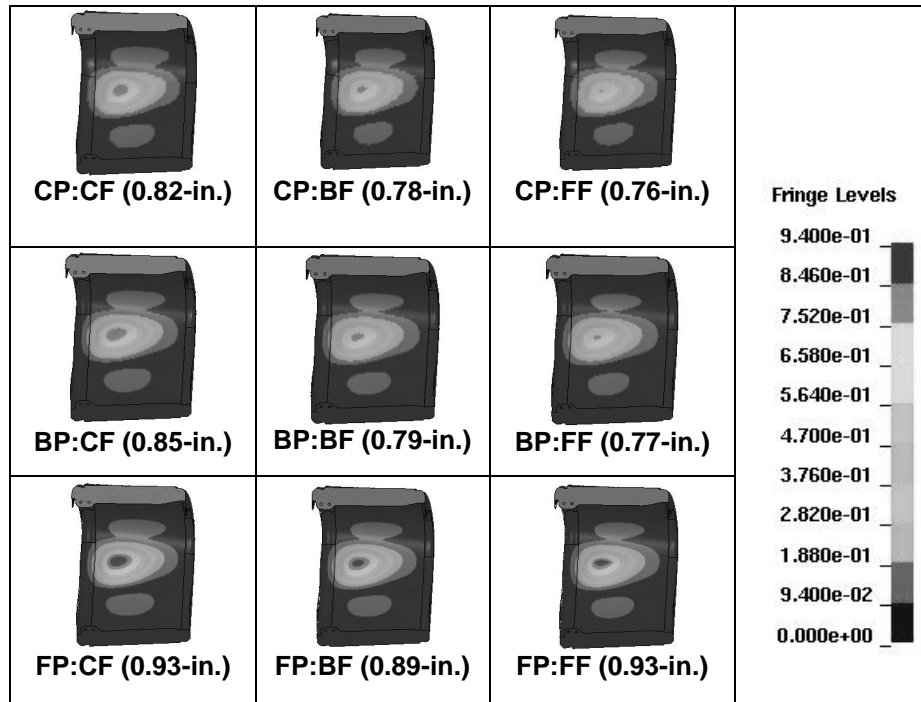 CP:CF (0.82-in.)
CP:BF (0.78-in.)
CP:FF (0.76-in.)
BP:CF (0.85-in.)
BP:BF (0.79-in.)
BP:FF (0.77-in.)
FP:CF (0.93-in.)
FP:BF (0.89-in.)
FP:FF (0.93-in.)
Fringe Levels
9.400e-01
8.460e-01
7.520e-01
6.580e-01
5.640e-01
4.700e-01
3.760e-01
2.820e-01
1.880e-01
9.400e-02
0.000e+00